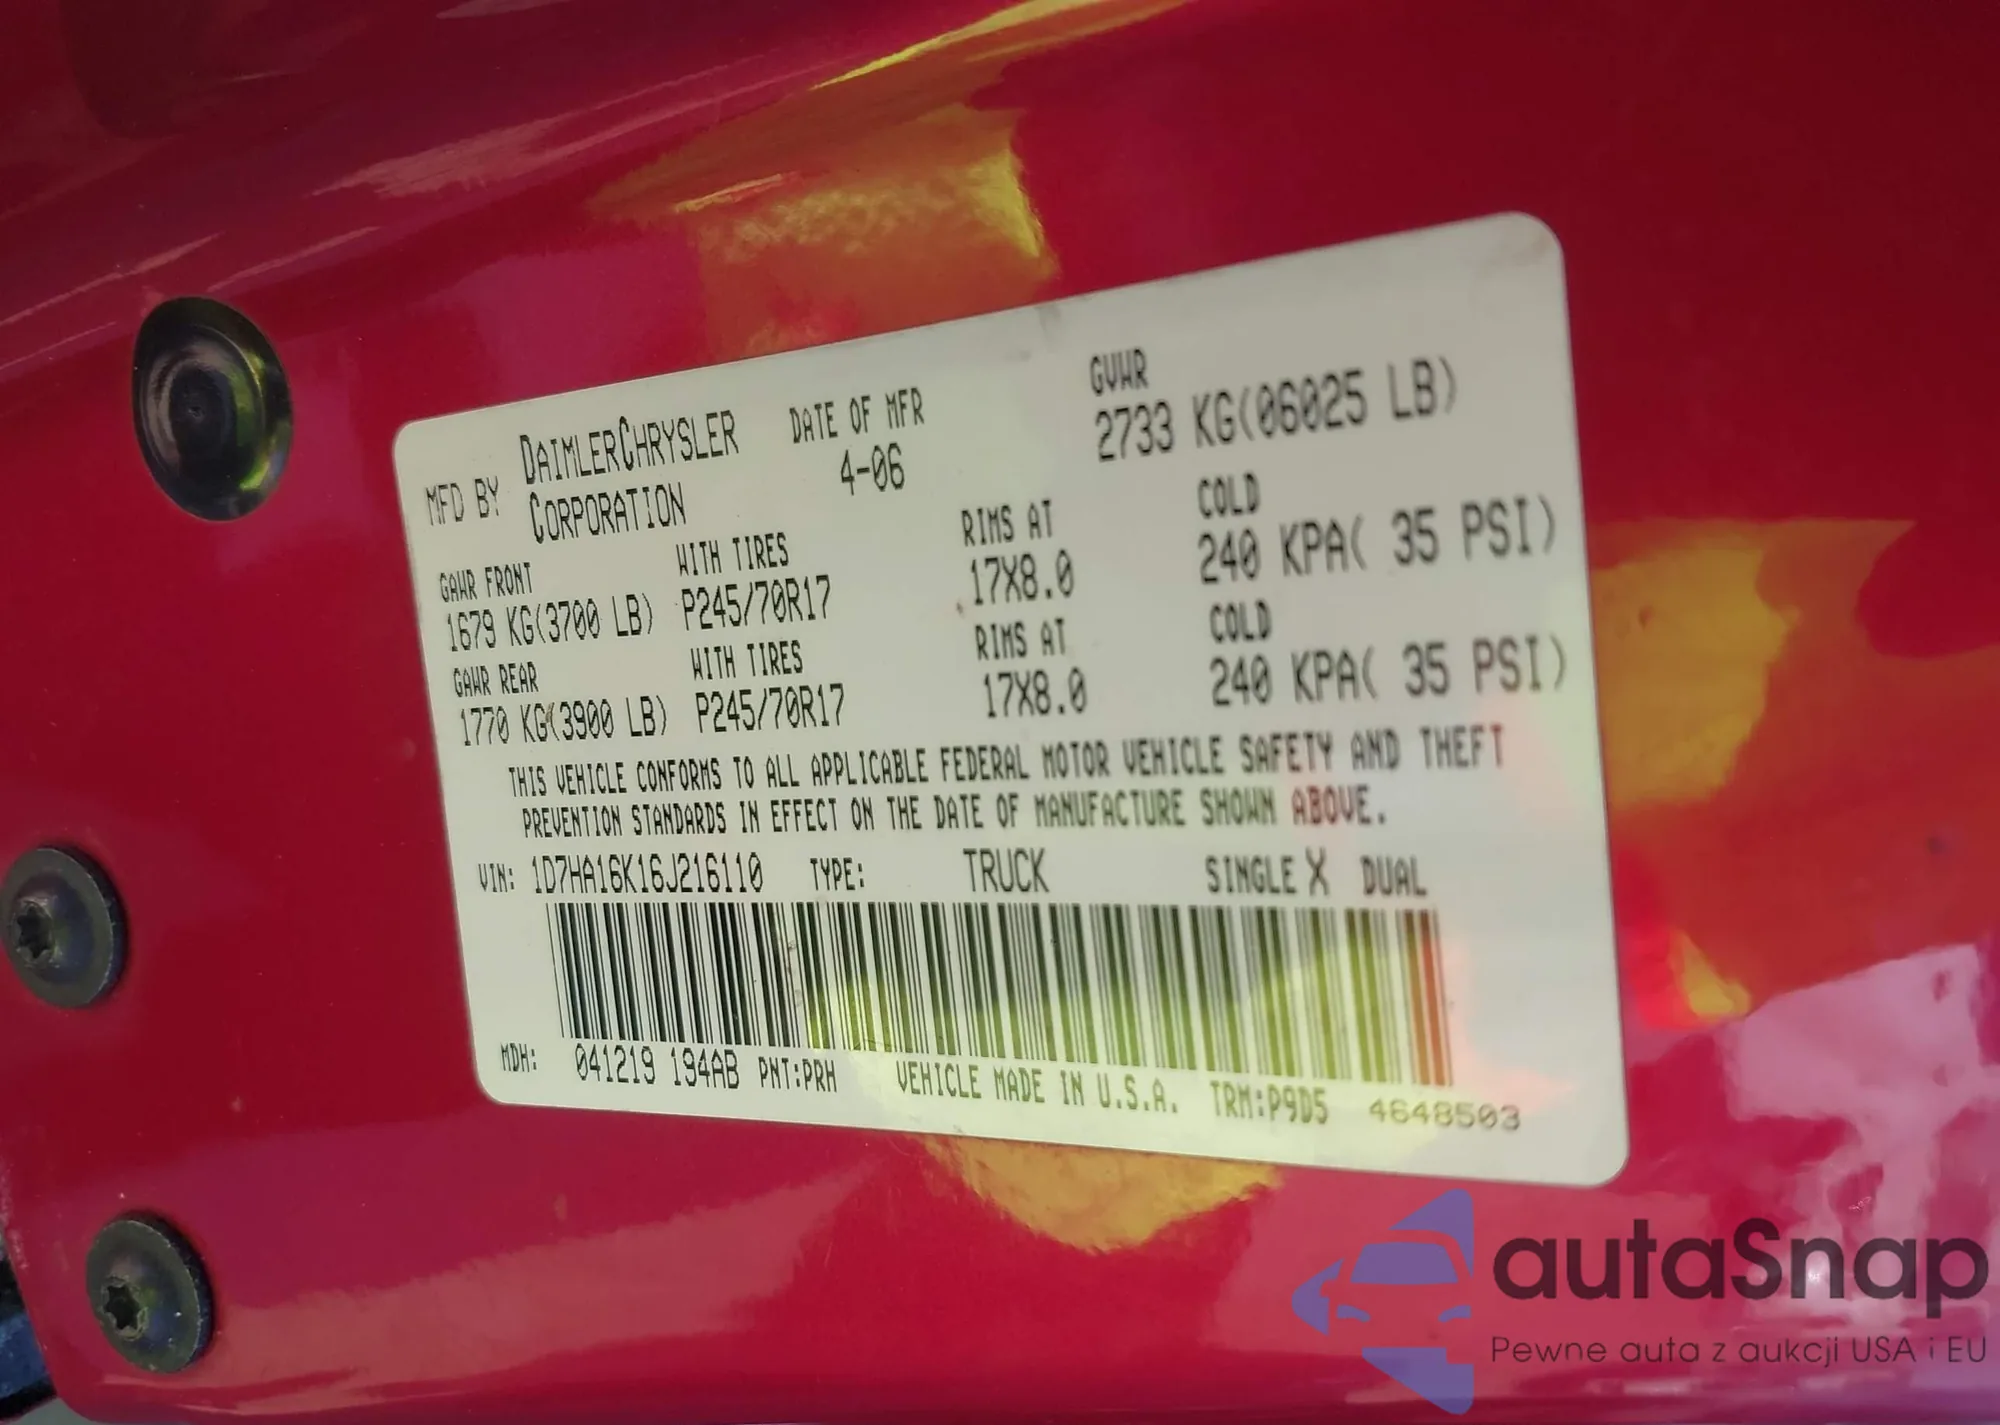 MFD BY DAIMLERCHRYSLER CORPORATION DATE OF MFR 4-06 GVWR 2733 KG(06025 LB)
GAWR FRONT WITH TIRES RIMS AT COLD
1679 KG(3700 LB) P245/70R17 17X8.0 240 KPA( 35 PSI)
GAWR REAR WITH TIRES RIMS AT COLD
1770 KG(3900 LB) P245/70R17 17X8.0 240 KPA( 35 PSI)
THIS VEHICLE CONFORMS TO ALL APPLICABLE FEDERAL MOTOR VEHICLE SAFETY AND THEFT
PREVENTION STANDARDS IN EFFECT ON THE DATE OF MANUFACTURE SHOWN ABOVE.
VIN: 1D7HA16K16J216110 TYPE: TRUCK SINGLE X DUAL
MDH: 041219 194AB PNT:PRH VEHICLE MADE IN U.S.A. TRM:P9D5 4648503
autaSnap
Pewne auta z aukcji USA i EU